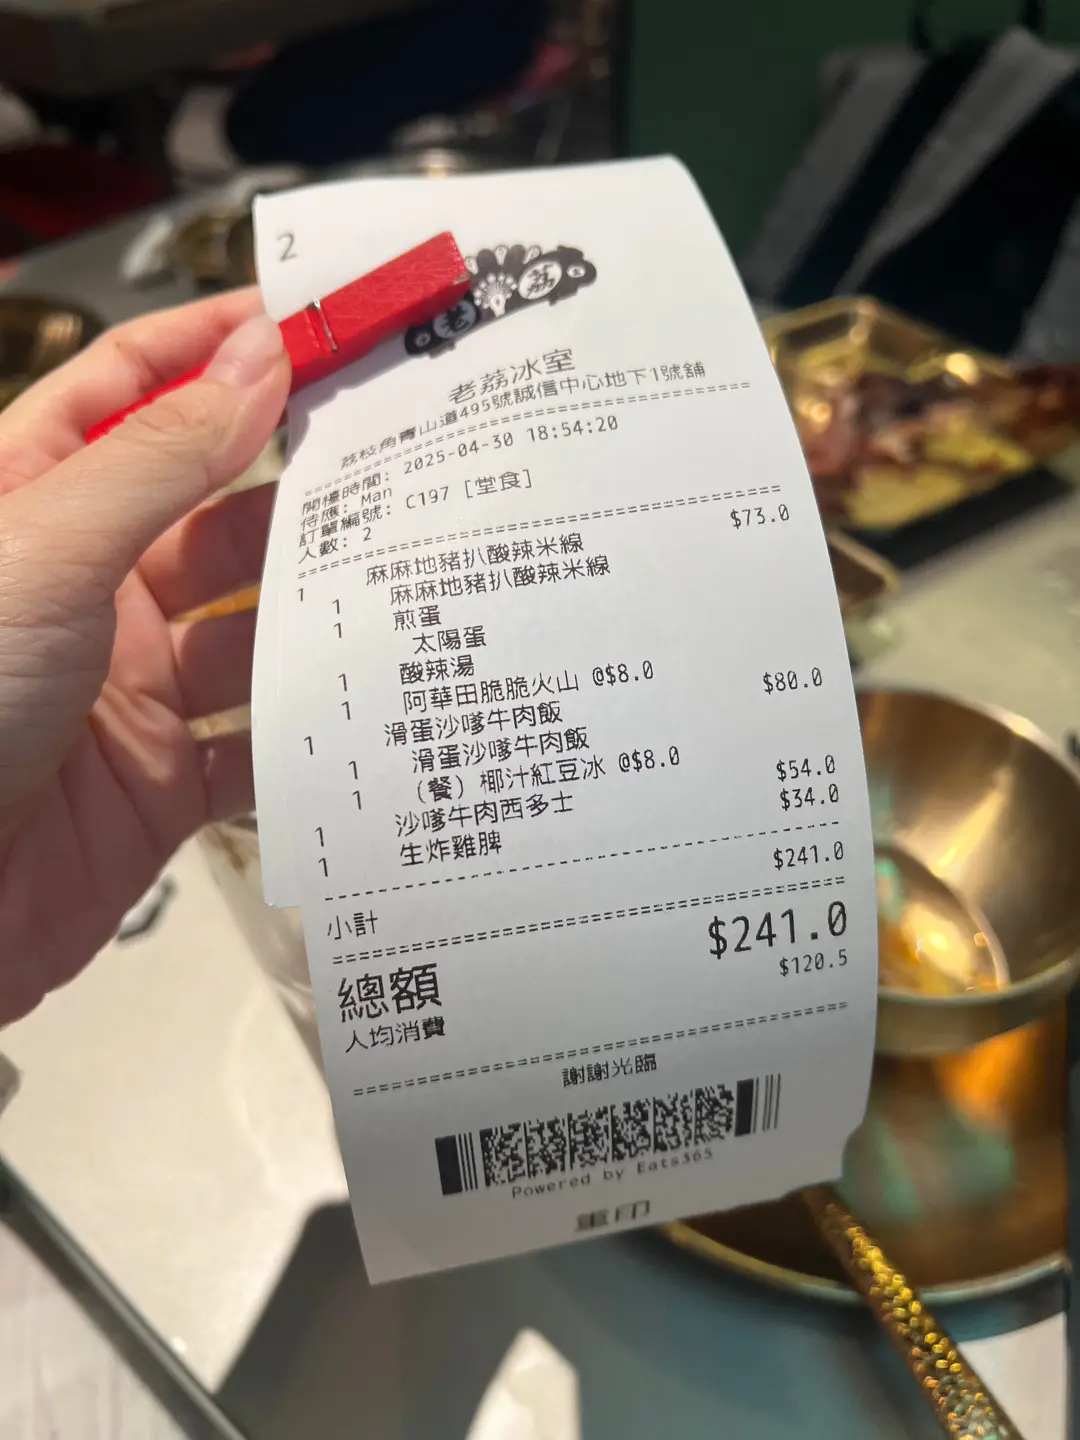 2
老 荔
老荔冰室
荔枝角青山道495號誠信中心地下1號舖
開檯時間: 2025-04-30 18:54:20
侍應: Man
訂單編號: C197 [堂食]
人數: 2
1 麻麻地豬扒酸辣米線 $73.0
1 麻麻地豬扒酸辣米線
1 煎蛋
太陽蛋
1 酸辣湯
1 阿華田脆脆火山 @$8.0
1 滑蛋沙嗲牛肉飯 $80.0
1 滑蛋沙嗲牛肉飯
1 (餐) 椰汁紅豆冰 @$8.0
1 沙嗲牛肉西多士 $54.0
1 生炸雞脾 $34.0
小計 $241.0
總額 $241.0
人均消費 $120.5
謝謝光臨
Powered by Eats365
重印